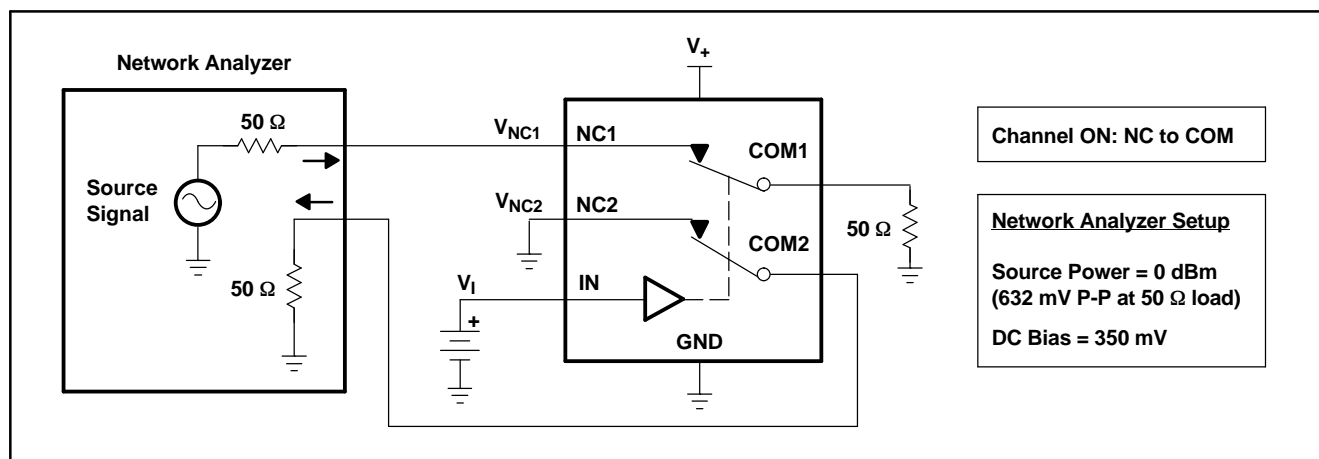 Network Analyzer
50 Ω
Source
Signal
50 Ω
V+
VNC1
NC1
COM1
VNC2
NC2
COM2
50 Ω
VI
IN
+
GND
Channel ON: NC to COM
Network Analyzer Setup
Source Power = 0 dBm
(632 mV P-P at 50 Ω load)
DC Bias = 350 mV